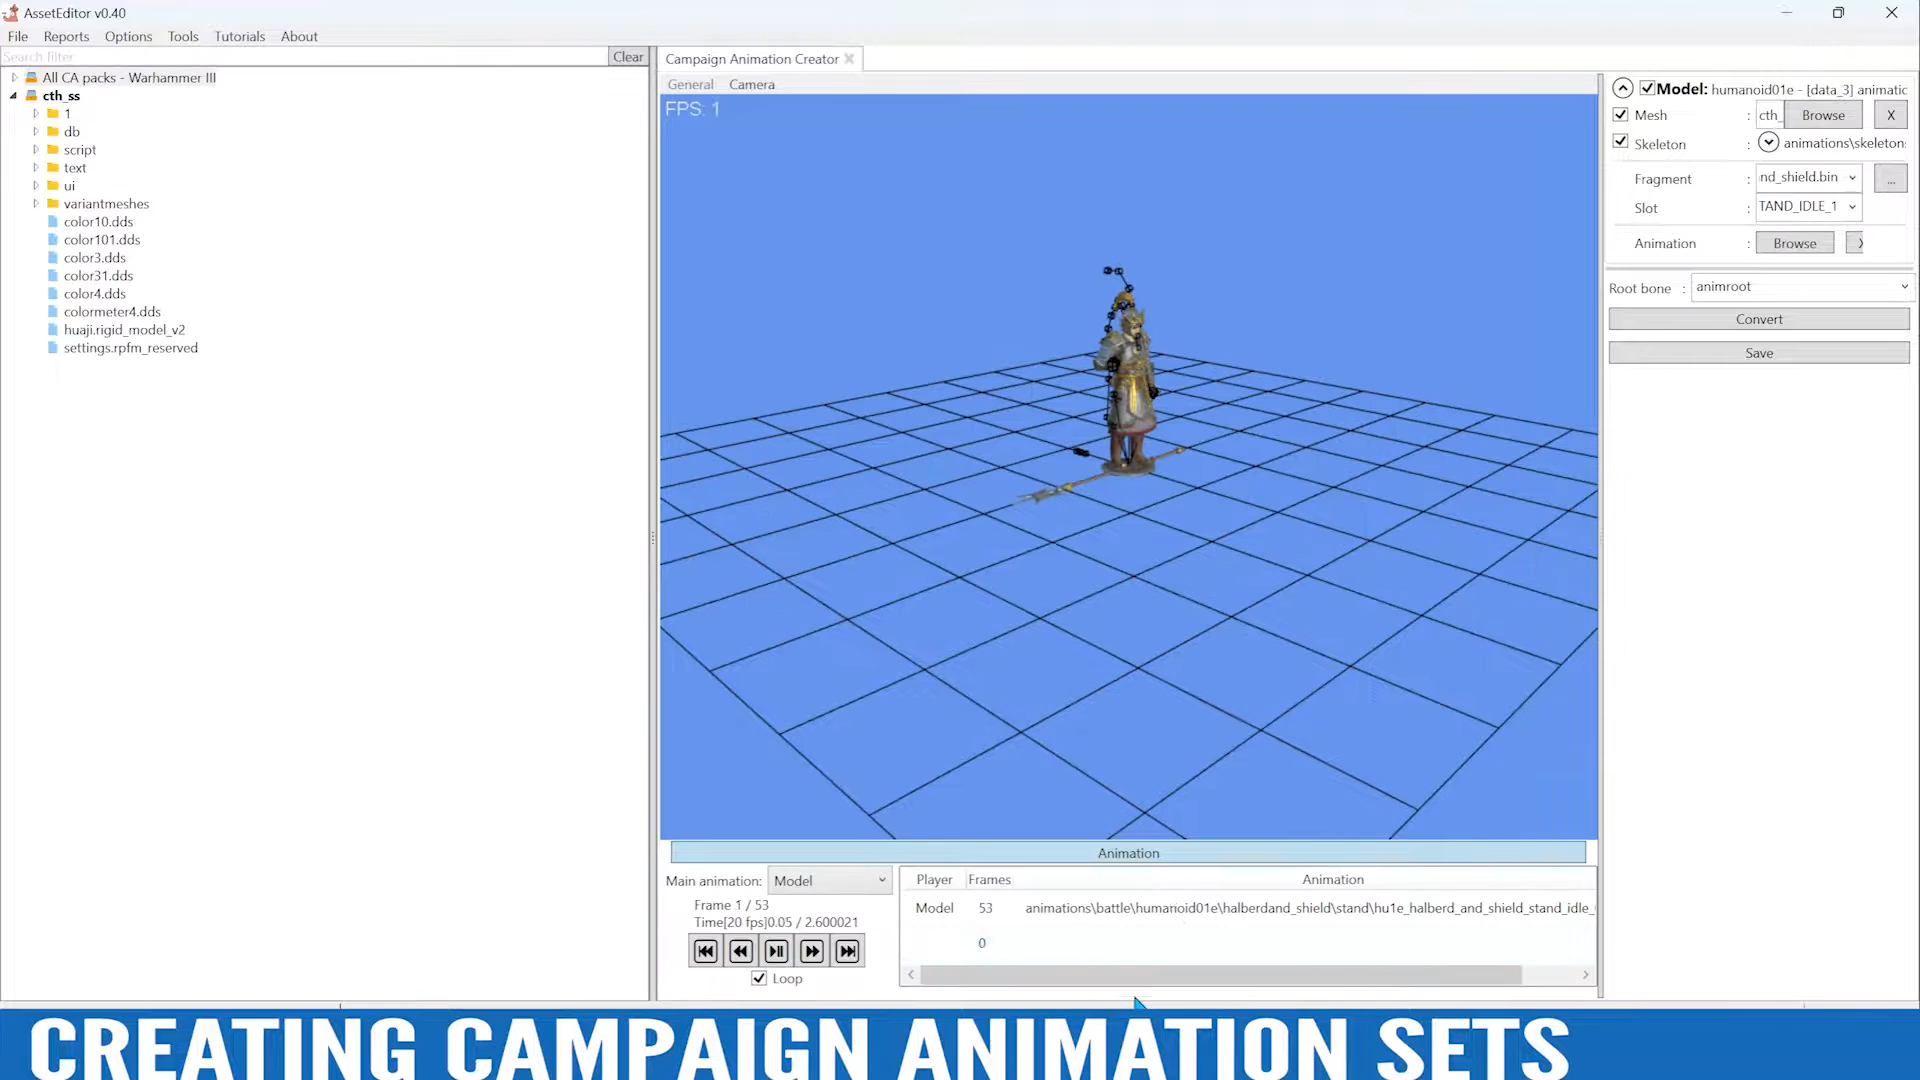 AssetEditor v0.40
File Reports Options Tools Tutorials About
Search filter
Clear
All CA packs - Warhammer III
cth_ss
1
db
script
text
ui
variantmeshes
color10.dds
color101.dds
color3.dds
color31.dds
color4.dds
colormeter4.dds
huaji.rigid_model_v2
settings.rpfm_reserved
Campaign Animation Creator
General Camera
FPS: 1
Model: humanoid01e - [data_3] animatic
Mesh : cth_ Browse X
Skeleton : animations\skeleton:
Fragment : nd_shield.bin ...
Slot : TAND_IDLE_1
Animation : Browse X
Root bone : animroot
Convert
Save
Animation
Main animation: Model
Frame 1 / 53
Time[20 fps]0.05 / 2.600021
Loop
Player Frames Animation
Model 53 animations\battle\humanoid01e\halberdand_shield\stand\hu1e_halberd_and_shield_stand_idle_
0
CREATING CAMPAIGN ANIMATION SETS